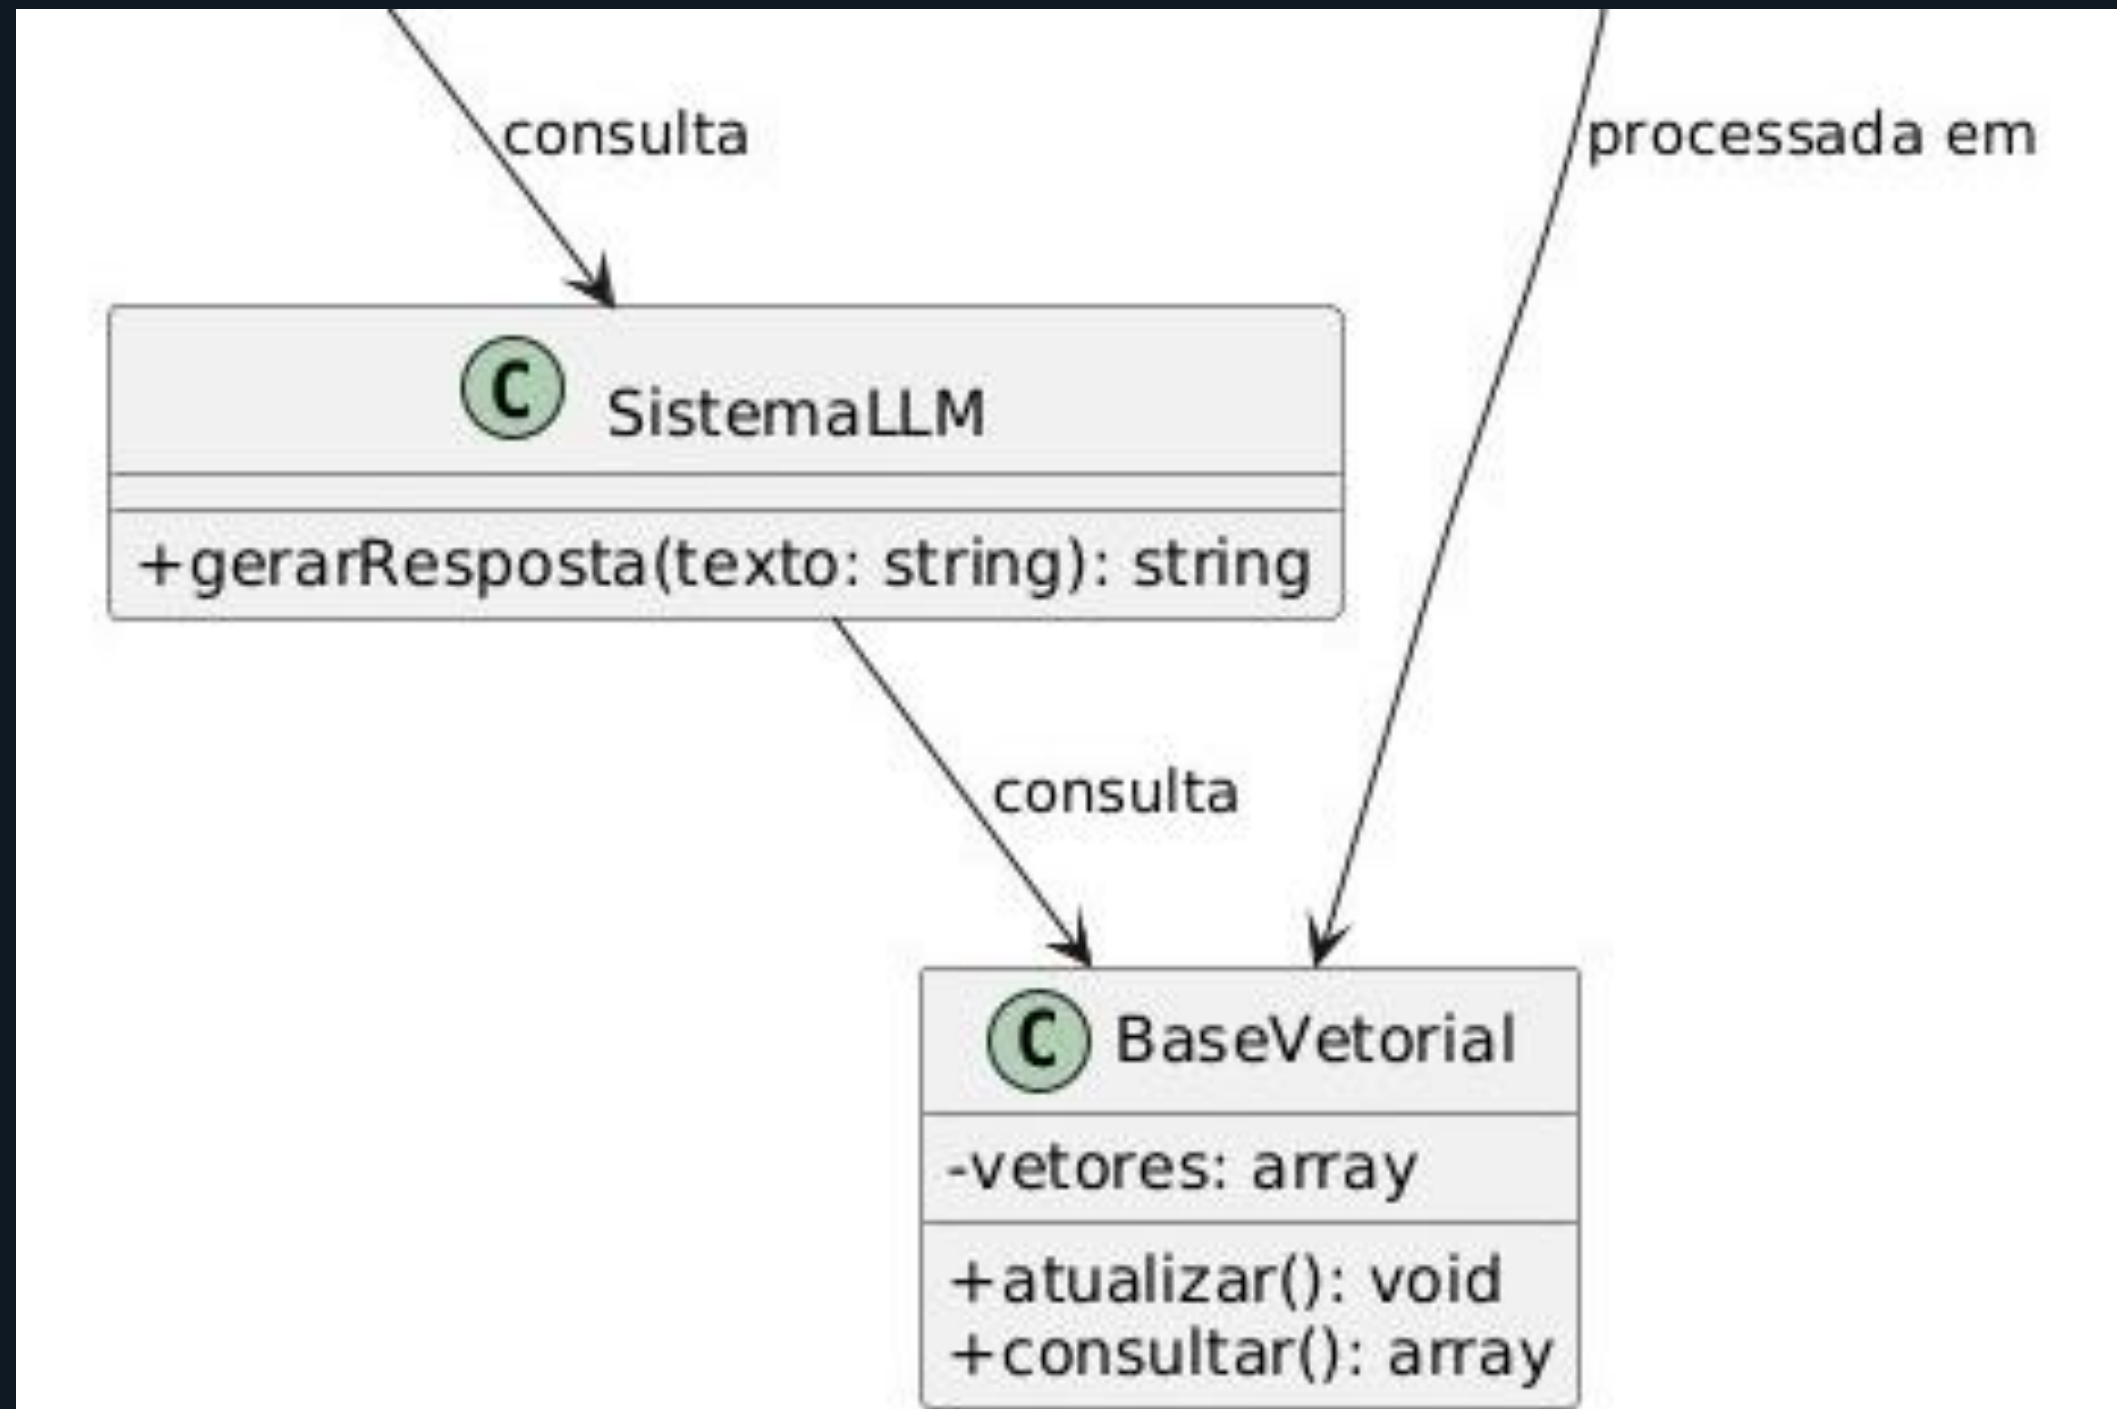 consulta
processada em
C SistemaLLM
+gerarResposta(texto: string): string
consulta
C BaseVetorial
-vetores: array
+atualizar(): void
+consultar(): array